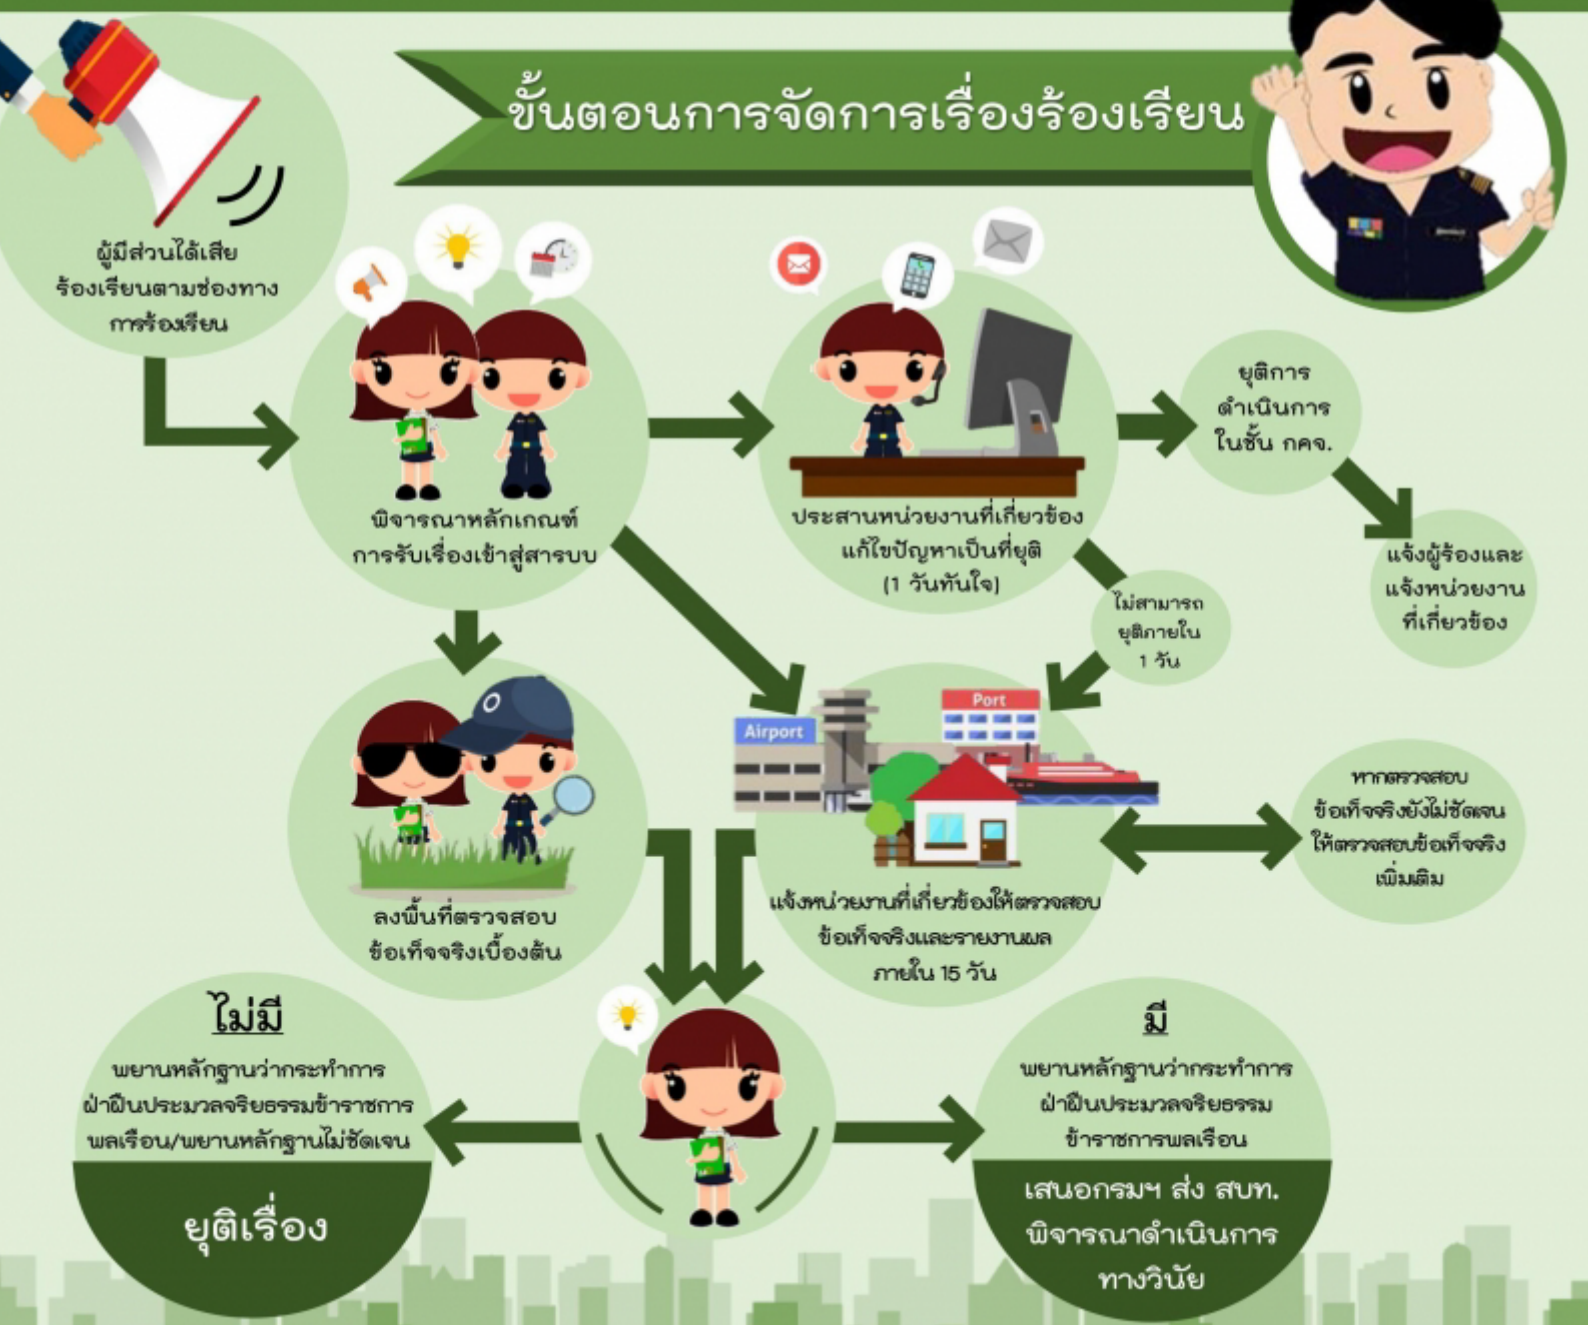 ขั้นตอนการจัดการเรื่องร้องเรียน
ผู้มีส่วนได้เสีย
ร้องเรียนตามช่องทาง
การร้องเรียน
พิจารณาหลักเกณฑ์
การรับเรื่องเข้าสู่สารบบ
ประสานหน่วยงานที่เกี่ยวข้อง
แก้ไขปัญหาเป็นที่ยุติ
(1 วันทันใจ)
ยุติการ
ดำเนินการ
ในชั้น กคจ.
แจ้งผู้ร้องและ
แจ้งหน่วยงาน
ที่เกี่ยวข้อง
ไม่สามารถ
ยุติภายใน
1 วัน
ลงพื้นที่ตรวจสอบ
ข้อเท็จจริงเบื้องต้น
Airport
Port
แจ้งหน่วยงานที่เกี่ยวข้องให้ตรวจสอบ
ข้อเท็จจริงและรายงานผล
ภายใน 15 วัน
หากตรวจสอบ
ข้อเท็จจริงยังไม่ชัดเจน
ให้ตรวจสอบข้อเท็จจริง
เพิ่มเติม
ไม่มี
พยานหลักฐานว่ากระทำการ
ฝ่าฝืนประมวลจริยธรรมข้าราชการ
พลเรือน/พยานหลักฐานไม่ชัดเจน
ยุติเรื่อง
มี
พยานหลักฐานว่ากระทำการ
ฝ่าฝืนประมวลจริยธรรม
ข้าราชการพลเรือน
เสนอกรมฯ ส่ง สบท.
พิจารณาดำเนินการ
ทางวินัย